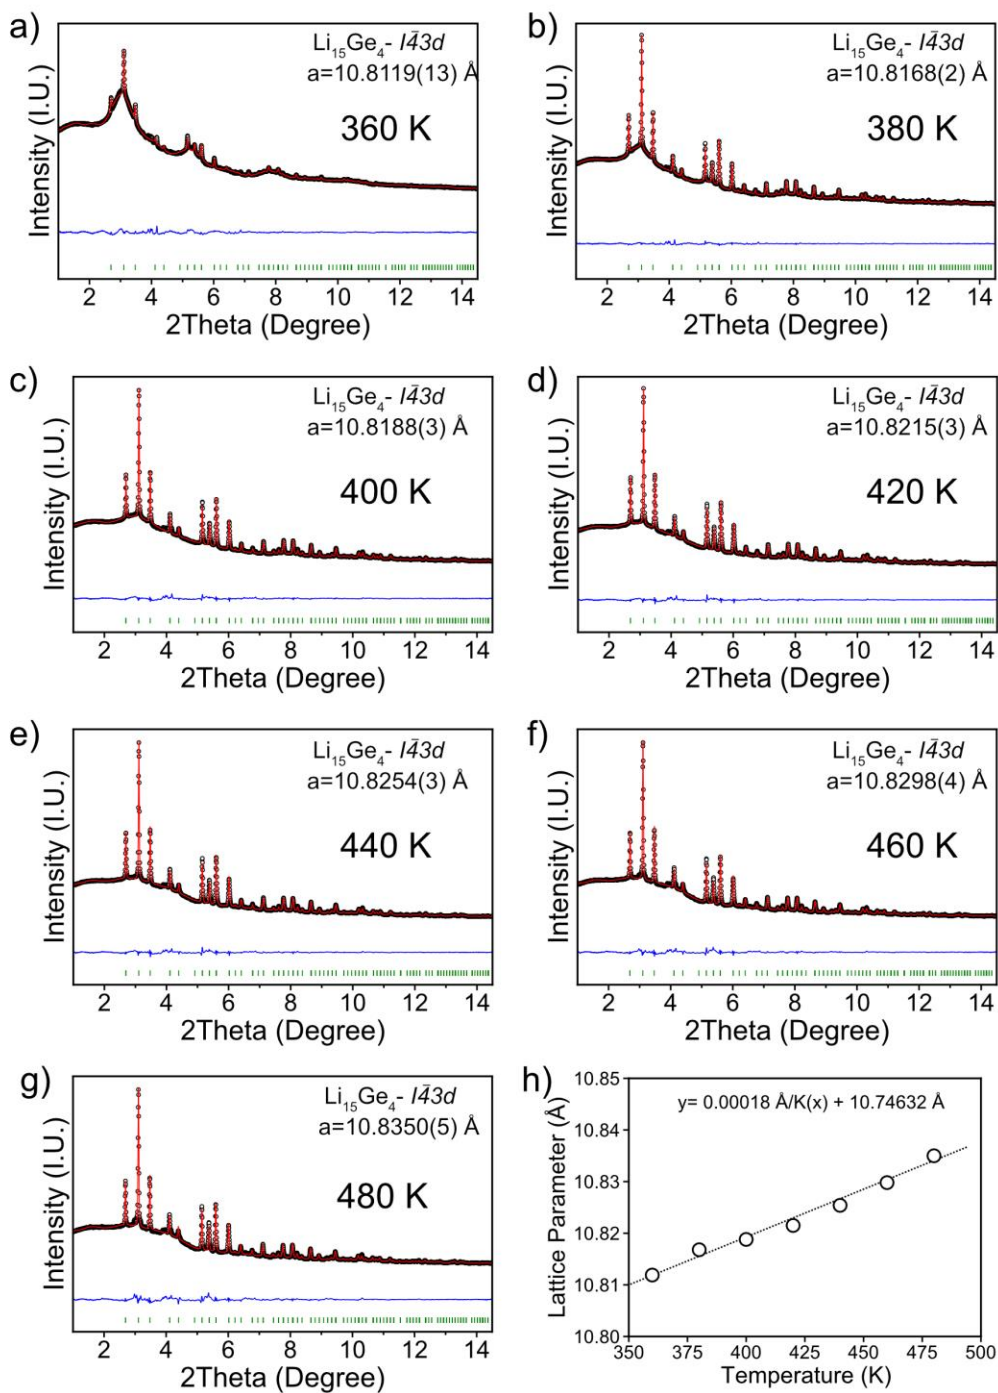 a)
Li₁₅Ge₄- I4̄3d
a=10.8119(13) Å
360 K
Intensity (I.U.)
2 4 6 8 10 12 14
2Theta (Degree)
b)
Li₁₅Ge₄- I4̄3d
a=10.8168(2) Å
380 K
Intensity (I.U.)
2 4 6 8 10 12 14
2Theta (Degree)
c)
Li₁₅Ge₄- I4̄3d
a=10.8188(3) Å
400 K
Intensity (I.U.)
2 4 6 8 10 12 14
2Theta (Degree)
d)
Li₁₅Ge₄- I4̄3d
a=10.8215(3) Å
420 K
Intensity (I.U.)
2 4 6 8 10 12 14
2Theta (Degree)
e)
Li₁₅Ge₄- I4̄3d
a=10.8254(3) Å
440 K
Intensity (I.U.)
2 4 6 8 10 12 14
2Theta (Degree)
f)
Li₁₅Ge₄- I4̄3d
a=10.8298(4) Å
460 K
Intensity (I.U.)
2 4 6 8 10 12 14
2Theta (Degree)
g)
Li₁₅Ge₄- I4̄3d
a=10.8350(5) Å
480 K
Intensity (I.U.)
2 4 6 8 10 12 14
2Theta (Degree)
h)
y= 0.00018 Å/K(x) + 10.74632 Å
Lattice Parameter (Å)
10.85
10.84
10.83
10.82
10.81
10.80
350 375 400 425 450 475 500
Temperature (K)